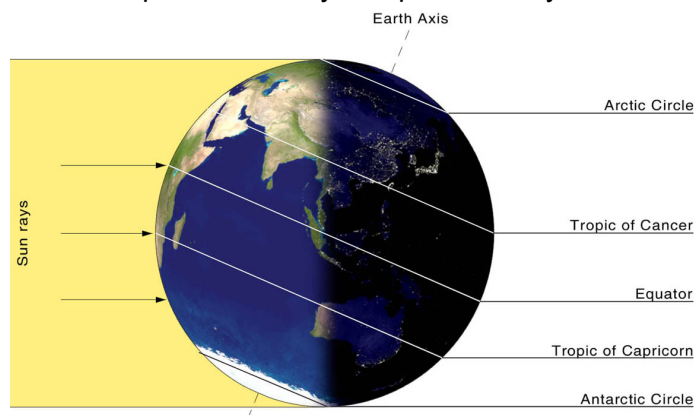 Earth Axis
Arctic Circle
Sun rays
Tropic of Cancer
Equator
Tropic of Capricorn
Antarctic Circle